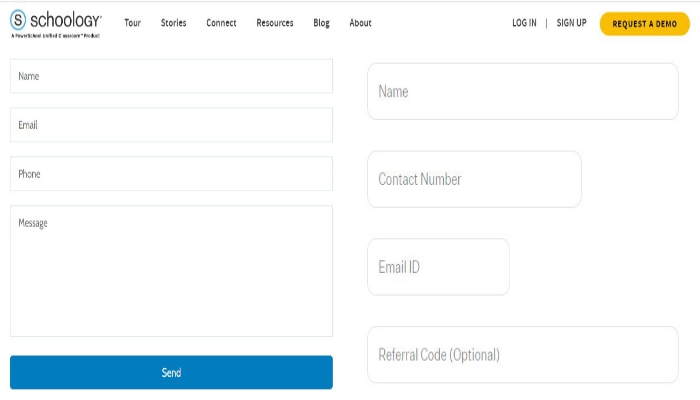 schoology
A PowerSchool Unified Classroom™ Product
Tour Stories Connect Resources Blog About LOG IN | SIGN UP REQUEST A DEMO
Name
Email
Phone
Message
Send
Name
Contact Number
Email ID
Referral Code (Optional)